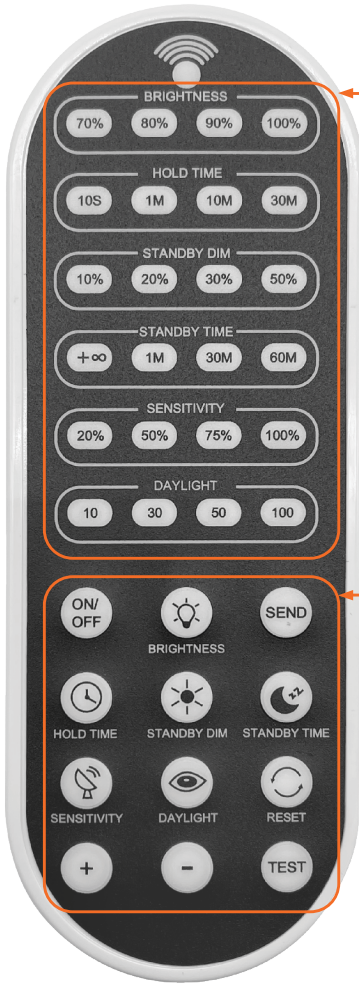 BRIGHTNESS
70% 80% 90% 100%
HOLD TIME
10S 1M 10M 30M
STANDBY DIM
10% 20% 30% 50%
STANDBY TIME
+∞ 1M 30M 60M
SENSITIVITY
20% 50% 75% 100%
DAYLIGHT
10 30 50 100
ON/
OFF
SEND
BRIGHTNESS
zz
HOLD TIME STANDBY DIM STANDBY TIME
SENSITIVITY DAYLIGHT RESET
+ - TEST